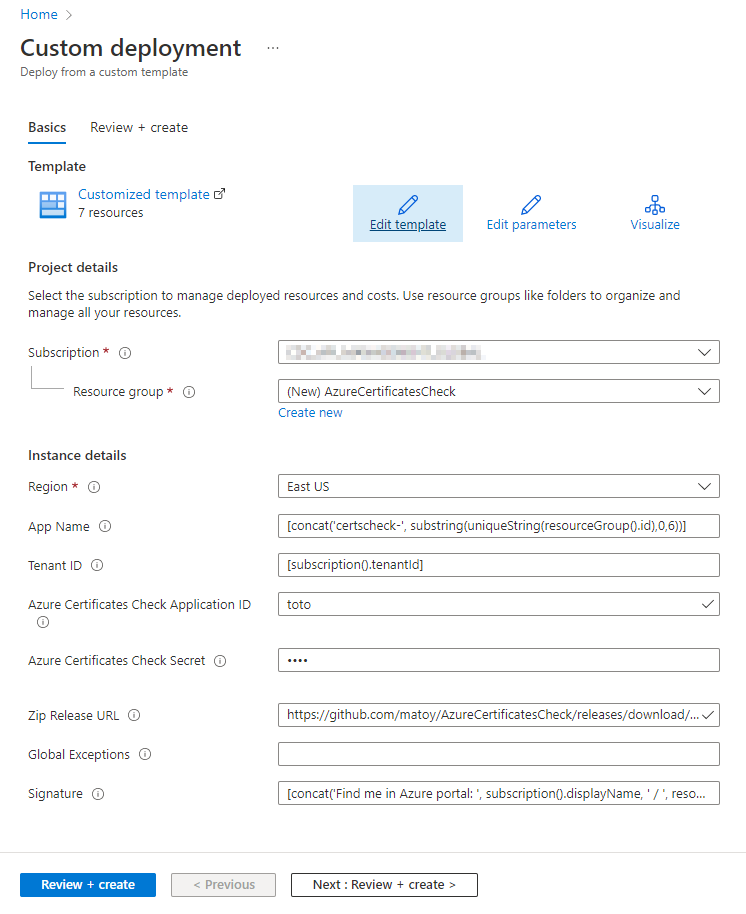 Home >
Custom deployment ...
Deploy from a custom template
Basics Review + create
Template
Customized template
7 resources
Edit template Edit parameters Visualize
Project details
Select the subscription to manage deployed resources and costs. Use resource groups like folders to organize and
manage all your resources.
Subscription *
Resource group * (New) AzureCertificatesCheck
Create new
Instance details
Region * East US
App Name [concat('certscheck-', substring(uniqueString(resourceGroup().id),0,6))]
Tenant ID [subscription().tenantId]
Azure Certificates Check Application ID toto
Azure Certificates Check Secret ••••
Zip Release URL https://github.com/matoy/AzureCertificatesCheck/releases/download/...
Global Exceptions
Signature [concat('Find me in Azure portal: ', subscription().displayName, ' / ', reso...
Review + create < Previous Next : Review + create >